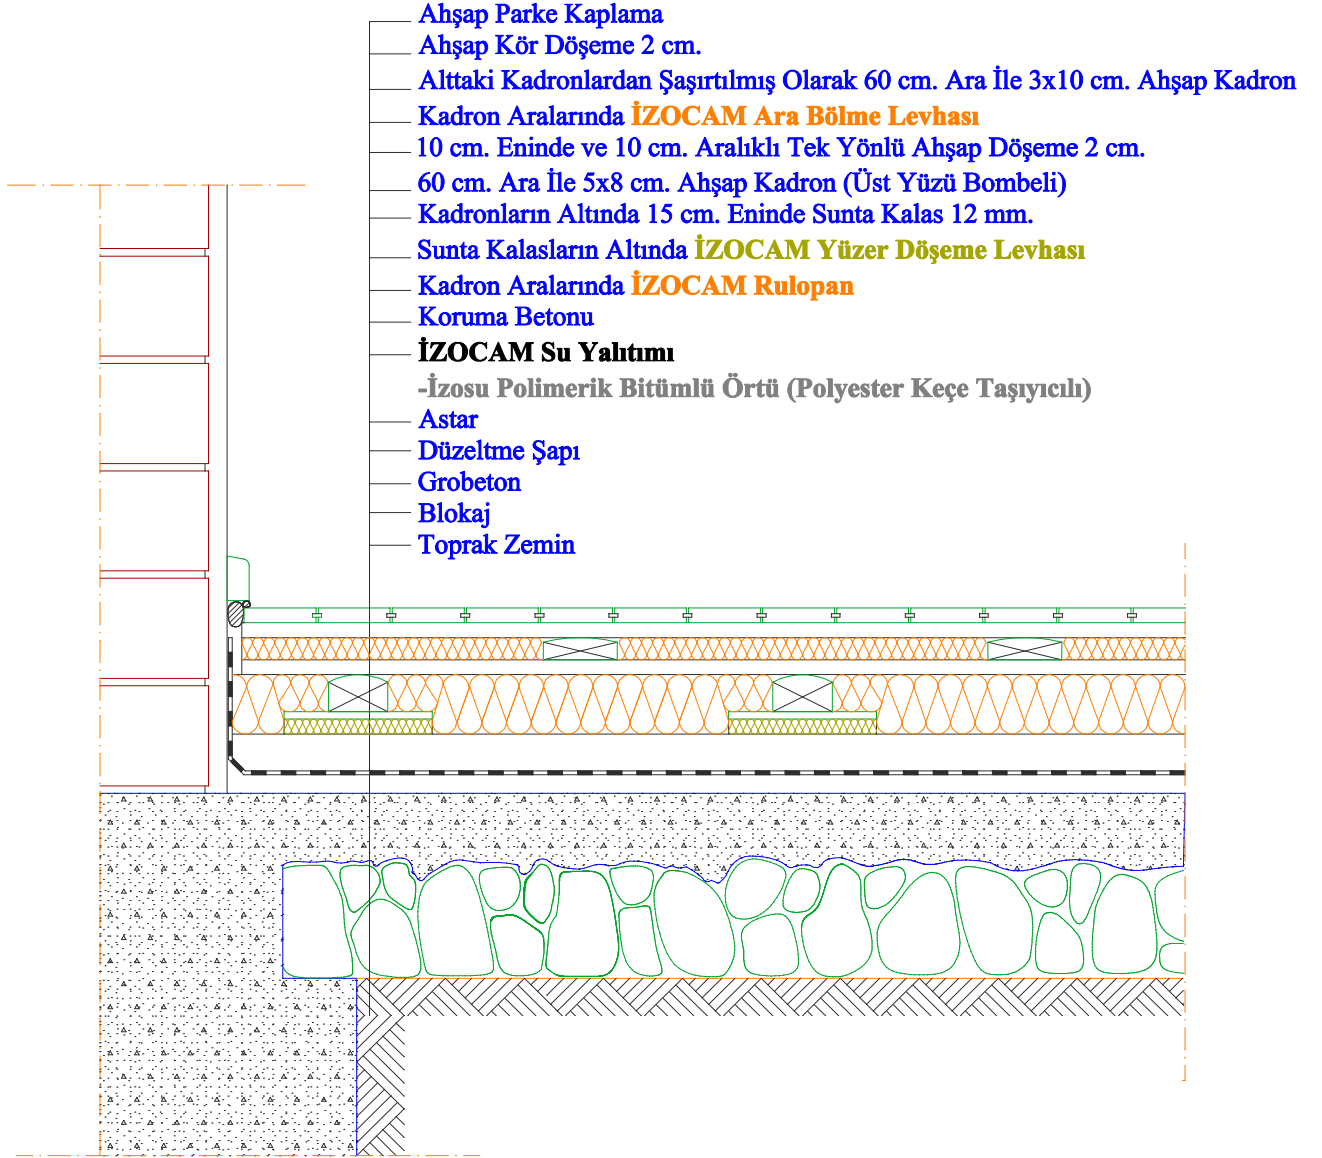 Ahşap Parke Kaplama
Ahşap Kör Döşeme 2 cm.
Alttaki Kadronlardan Şaşırtılmış Olarak 60 cm. Ara İle 3x10 cm. Ahşap Kadron
Kadron Aralarında İZOCAM Ara Bölme Levhası
10 cm. Eninde ve 10 cm. Aralıklı Tek Yönlü Ahşap Döşeme 2 cm.
60 cm. Ara İle 5x8 cm. Ahşap Kadron (Üst Yüzü Bombeli)
Kadronların Altında 15 cm. Eninde Sunta Kalas 12 mm.
Sunta Kalasların Altında İZOCAM Yüzer Döşeme Levhası
Kadron Aralarında İZOCAM Rulopan
Koruma Betonu
İZOCAM Su Yalıtımı
-İzosu Polimerik Bitümlü Örtü (Polyester Keçe Taşıyıcılı)
Astar
Düzeltme Şapı
Grobeton
Blokaj
Toprak Zemin